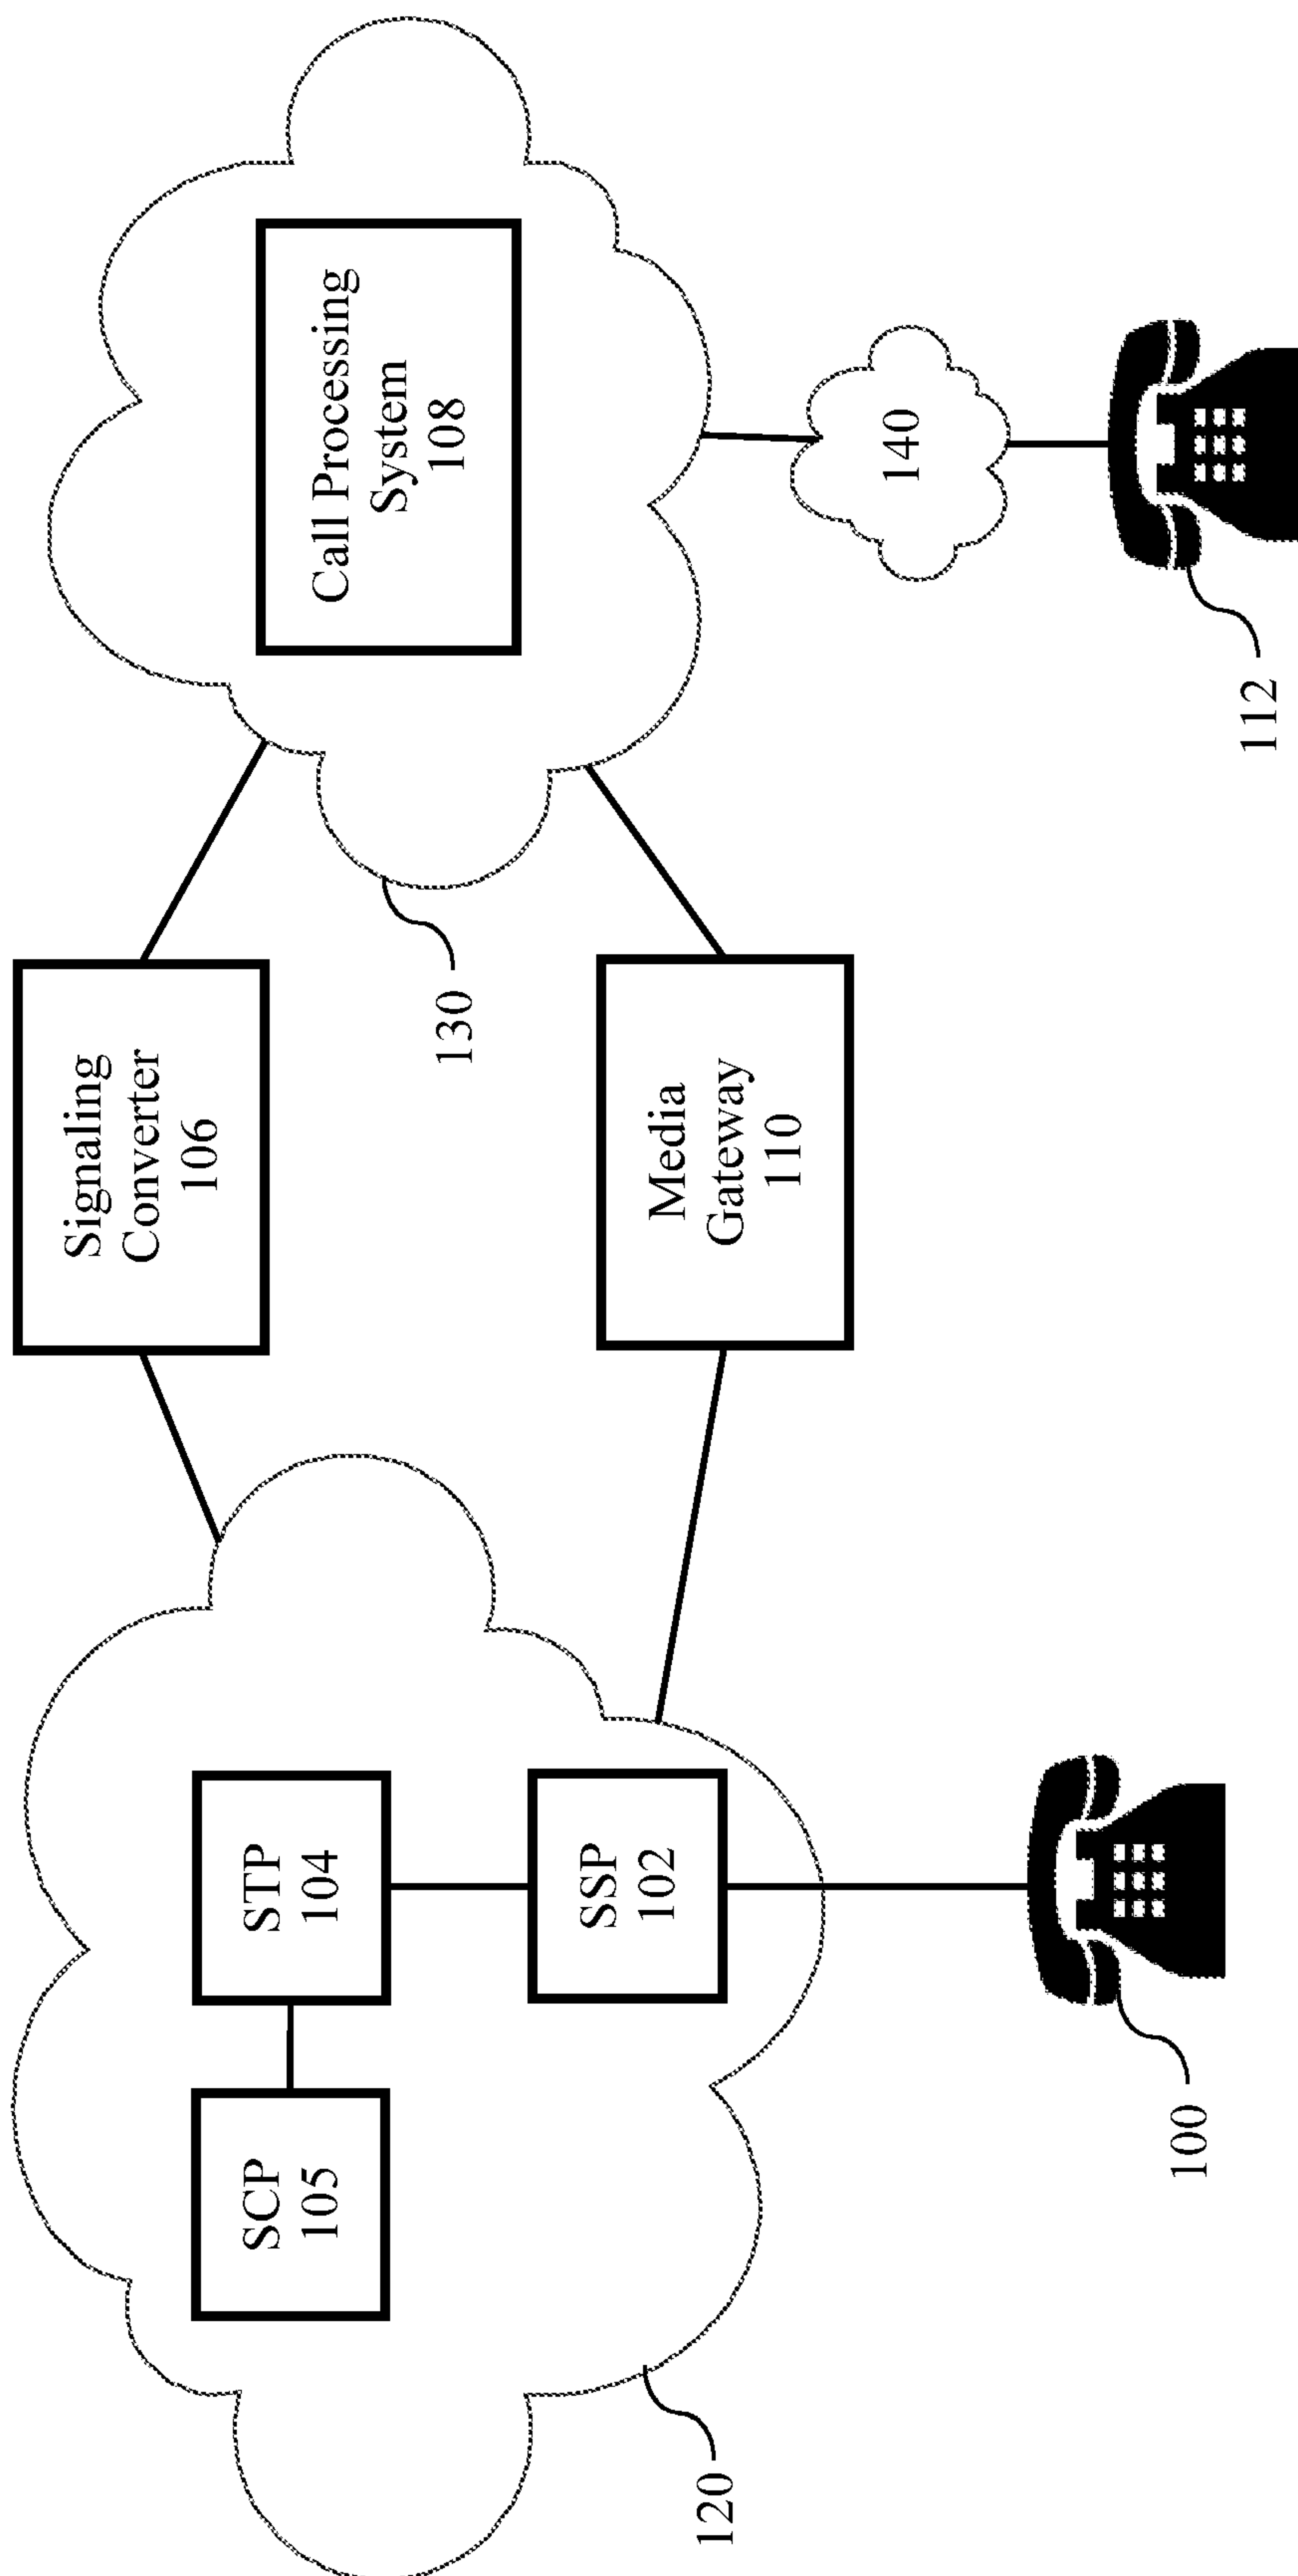 Signaling
Converter
106
Call Processing
System
108
SCP
105
STP
104
130
SSP
102
Media
Gateway
110
120
140
100
112